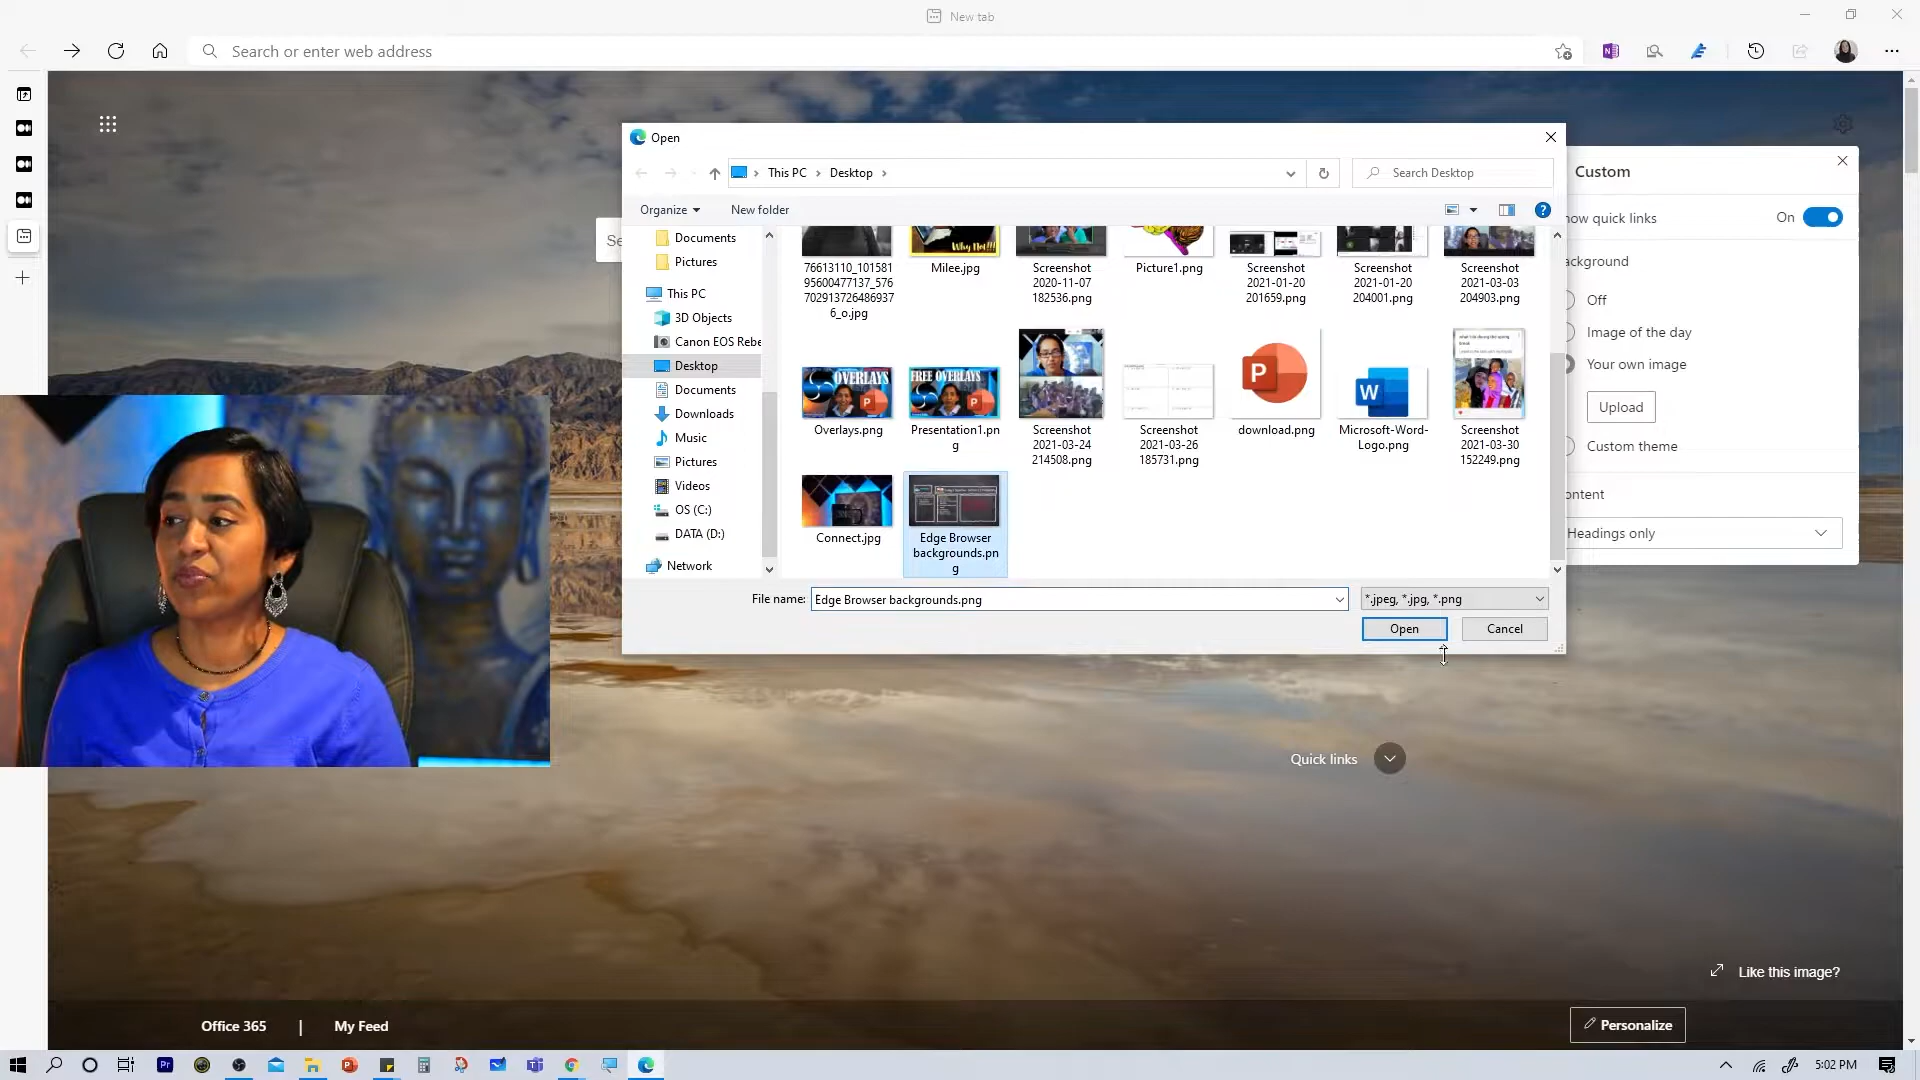 New tab
Search or enter web address
Open
This PC
Desktop
Search Desktop
Organize
New folder
Documents
Pictures
This PC
3D Objects
Canon EOS Rebe
Desktop
Documents
Downloads
Music
Pictures
Videos
OS (C:)
DATA (D:)
Network
Why Not!!!
76613110_101581
95600477137_576
702913726486937
6_o.jpg
Milee.jpg
Screenshot
2020-11-07
182536.png
Picture1.png
Screenshot
2021-01-20
201659.png
Screenshot
2021-01-20
204001.png
Screenshot
2021-03-03
204903.png
OVERLAYS
P
Overlays.png
FREE OVERLAYS
P
Presentation1.pn
g
Screenshot
2021-03-24
214508.png
Screenshot
2021-03-26
185731.png
P
download.png
W
Microsoft-Word-
Logo.png
Screenshot
2021-03-30
152249.png
Connect.jpg
Edge Browser
backgrounds.pn
g
File name:
Edge Browser backgrounds.png
*.jpeg, *.jpg, *.png
Open
Cancel
Se
Custom
ow quick links
On
ckground
Off
Image of the day
Your own image
Upload
Custom theme
ontent
Headings only
Quick links
Like this image?
Office 365
|
My Feed
Personalize
Pr
5:02 PM